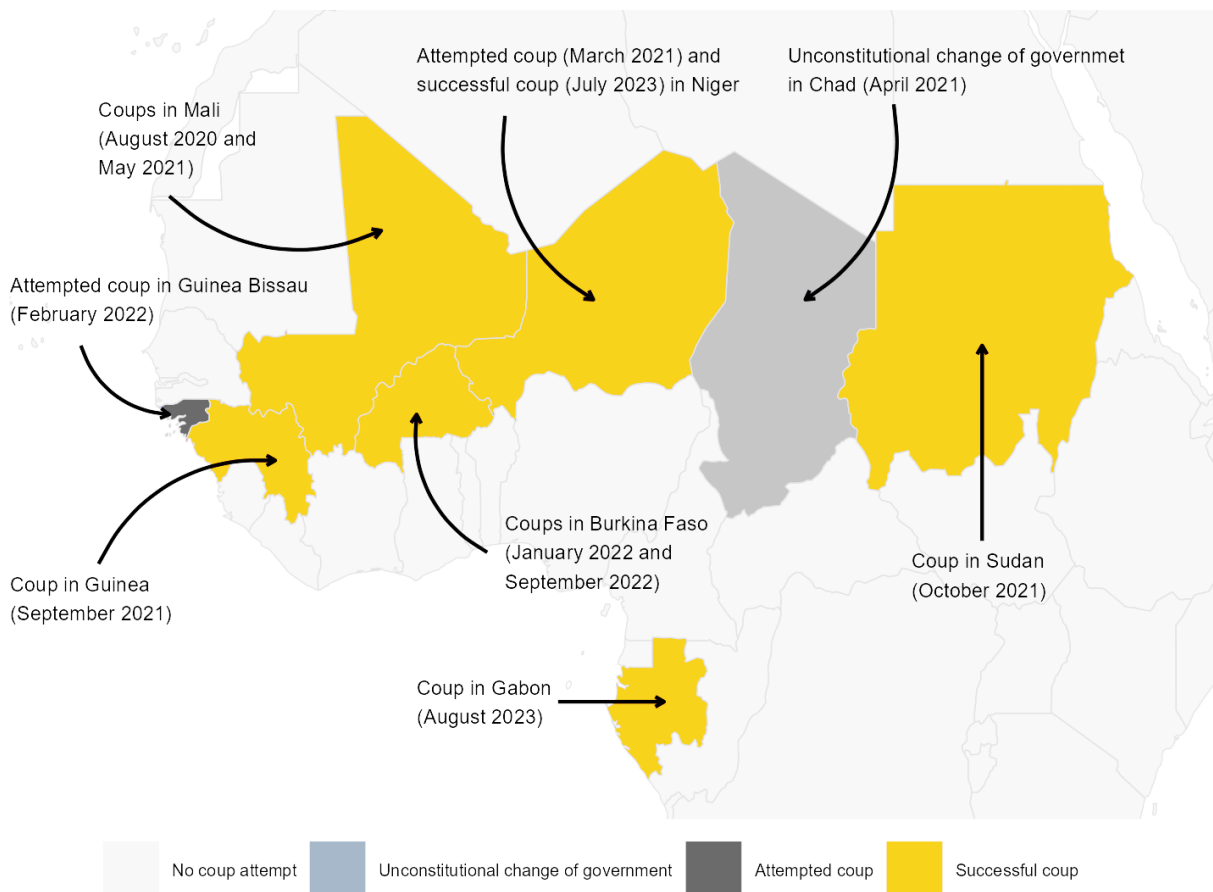 Attempted coup (March 2021) and
successful coup (July 2023) in Niger
Unconstitutional change of governmet
in Chad (April 2021)
Coups in Mali
(August 2020 and
May 2021)
Attempted coup in Guinea Bissau
(February 2022)
Coup in Guinea
(September 2021)
Coups in Burkina Faso
(January 2022 and
September 2022)
Coup in Sudan
(October 2021)
Coup in Gabon
(August 2023)
No coup attempt
Unconstitutional change of government
Attempted coup
Successful coup